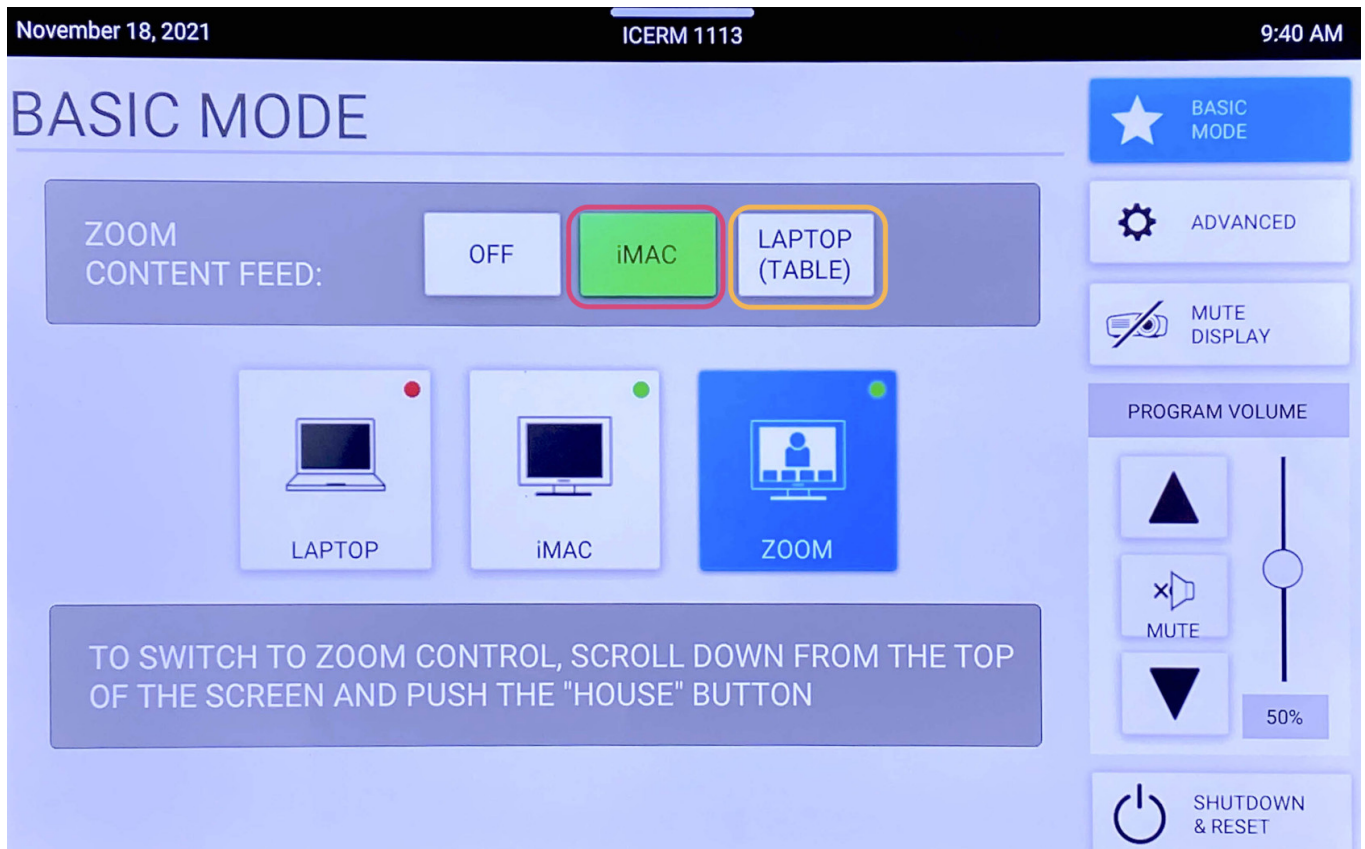 November 18, 2021
ICERM 1113
9:40 AM
BASIC MODE
ZOOM
CONTENT FEED:
OFF
iMAC
LAPTOP
(TABLE)
LAPTOP
iMAC
ZOOM
TO SWITCH TO ZOOM CONTROL, SCROLL DOWN FROM THE TOP
OF THE SCREEN AND PUSH THE "HOUSE" BUTTON
BASIC
MODE
ADVANCED
MUTE
DISPLAY
PROGRAM VOLUME
MUTE
50%
SHUTDOWN
& RESET